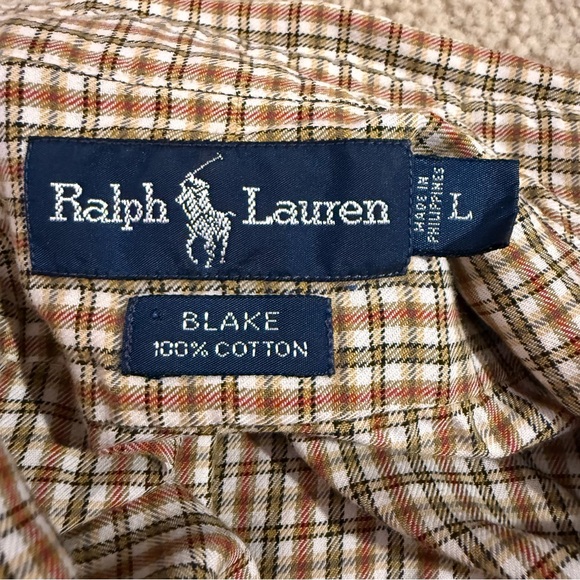 Ralph Lauren
MADE IN
PHILIPPINES
L
BLAKE
100% COTTON